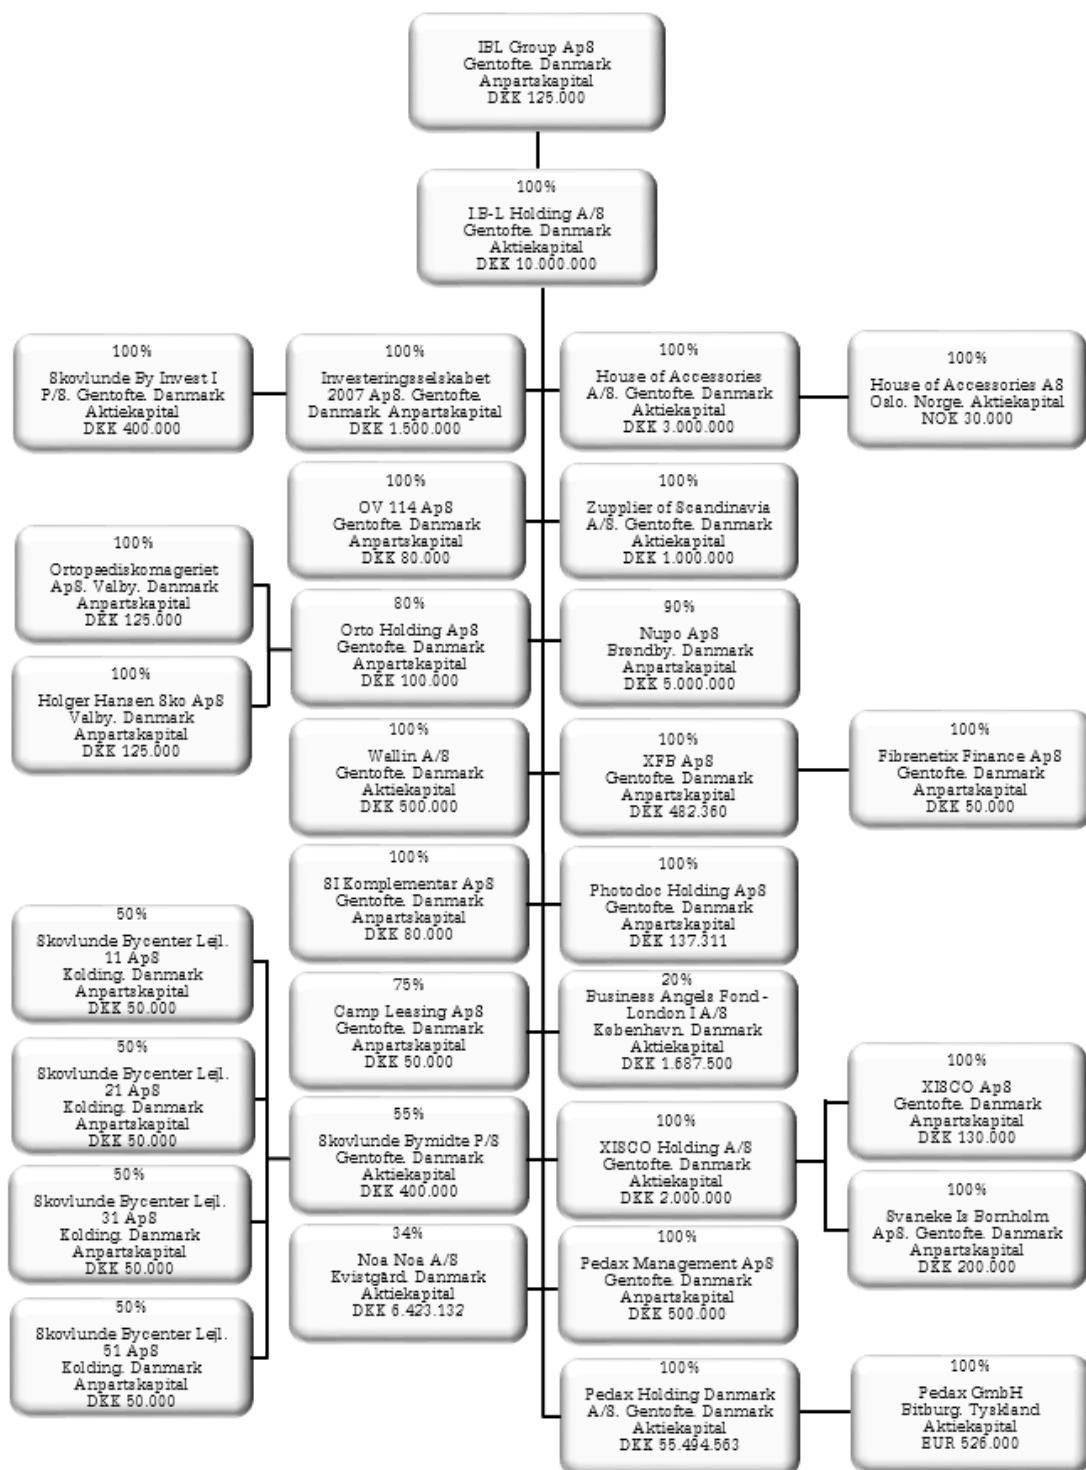 IBL Group ApS
Gentofte. Danmark
Anpartskapital
DKK 125.000
100%
I.B-L Holding A/S
Gentofte. Danmark
Aktiekapital
DKK 10.000.000
100%
Skovlunde By Invest I
P/S. Gentofte. Danmark
Aktiekapital
DKK 400.000
100%
Investeringsselskabet
2007 ApS. Gentofte.
Danmark. Anpartskapital
DKK 1.500.000
100%
House of Accessories
A/S. Gentofte. Danmark
Aktiekapital
DKK 3.000.000
100%
House of Accessories AS
Oslo. Norge. Aktiekapital
NOK 30.000
100%
OV 114 ApS
Gentofte. Danmark
Anpartskapital
DKK 80.000
100%
Zupplier of Scandinavia
A/S. Gentofte. Danmark
Aktiekapital
DKK 1.000.000
100%
Ortopædiskomageriet
ApS. Valby. Danmark
Anpartskapital
DKK 125.000
80%
Orto Holding ApS
Gentofte. Danmark
Anpartskapital
DKK 100.000
90%
Nupo ApS
Brøndby. Danmark
Anpartskapital
DKK 5.000.000
100%
Holger Hansen Sko ApS
Valby. Danmark
Anpartskapital
DKK 125.000
100%
Wallin A/S
Gentofte. Danmark
Aktiekapital
DKK 500.000
100%
XFB ApS
Gentofte. Danmark
Anpartskapital
DKK 482.360
100%
Fibrenetix Finance ApS
Gentofte. Danmark
Anpartskapital
DKK 50.000
100%
SI Komplementar ApS
Gentofte. Danmark
Anpartskapital
DKK 80.000
100%
Photodoc Holding ApS
Gentofte. Danmark
Anpartskapital
DKK 137.311
50%
Skovlunde Bycenter Lejl.
11 ApS
Kolding. Danmark
Anpartskapital
DKK 50.000
75%
Camp Leasing ApS
Gentofte. Danmark
Anpartskapital
DKK 50.000
20%
Business Angels Fond -
London I A/S
København. Danmark
Aktiekapital
DKK 1.687.500
50%
Skovlunde Bycenter Lejl.
21 ApS
Kolding. Danmark
Anpartskapital
DKK 50.000
55%
Skovlunde Bymidte P/S
Gentofte. Danmark
Aktiekapital
DKK 400.000
100%
XISCO Holding A/S
Gentofte. Danmark
Aktiekapital
DKK 2.000.000
100%
XISCO ApS
Gentofte. Danmark
Anpartskapital
DKK 130.000
50%
Skovlunde Bycenter Lejl.
31 ApS
Kolding. Danmark
Anpartskapital
DKK 50.000
34%
Noa Noa A/S
Kvistgård. Danmark
Aktiekapital
DKK 6.423.132
100%
Pedax Management ApS
Gentofte. Danmark
Anpartskapital
DKK 500.000
100%
Svaneke Is Bornholm
ApS. Gentofte. Danmark
Anpartskapital
DKK 200.000
50%
Skovlunde Bycenter Lejl.
51 ApS
Kolding. Danmark
Anpartskapital
DKK 50.000
100%
Pedax Holding Danmark
A/S. Gentofte. Danmark
Aktiekapital
DKK 55.494.563
100%
Pedax GmbH
Bitburg. Tyskland
Aktiekapital
EUR 526.000